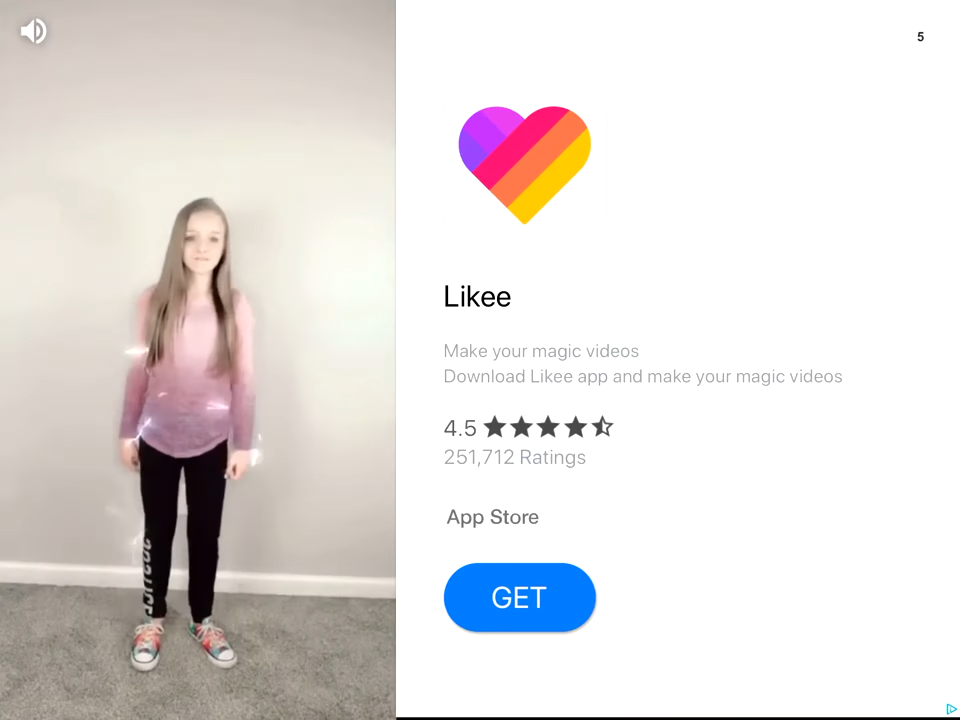 5
Likee
Make your magic videos
Download Likee app and make your magic videos
4.5
251,712 Ratings
App Store
GET